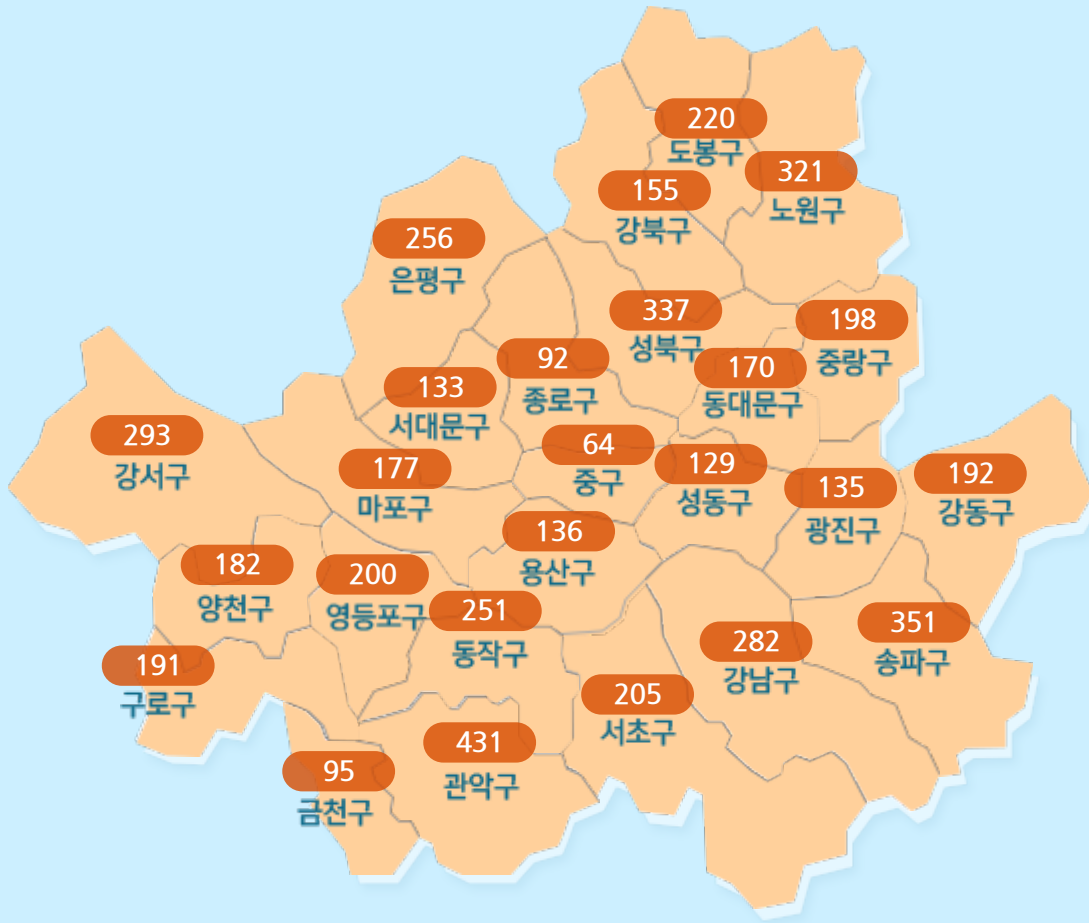 220
도봉구
321
노원구
155
강북구
256
은평구
337
성북구
198
중랑구
92
종로구
170
동대문구
133
서대문구
293
강서구
64
중구
129
성동구
177
마포구
135
광진구
192
강동구
136
용산구
182
양천구
200
영등포구
251
동작구
351
송파구
282
강남구
191
구로구
205
서초구
431
관악구
95
금천구